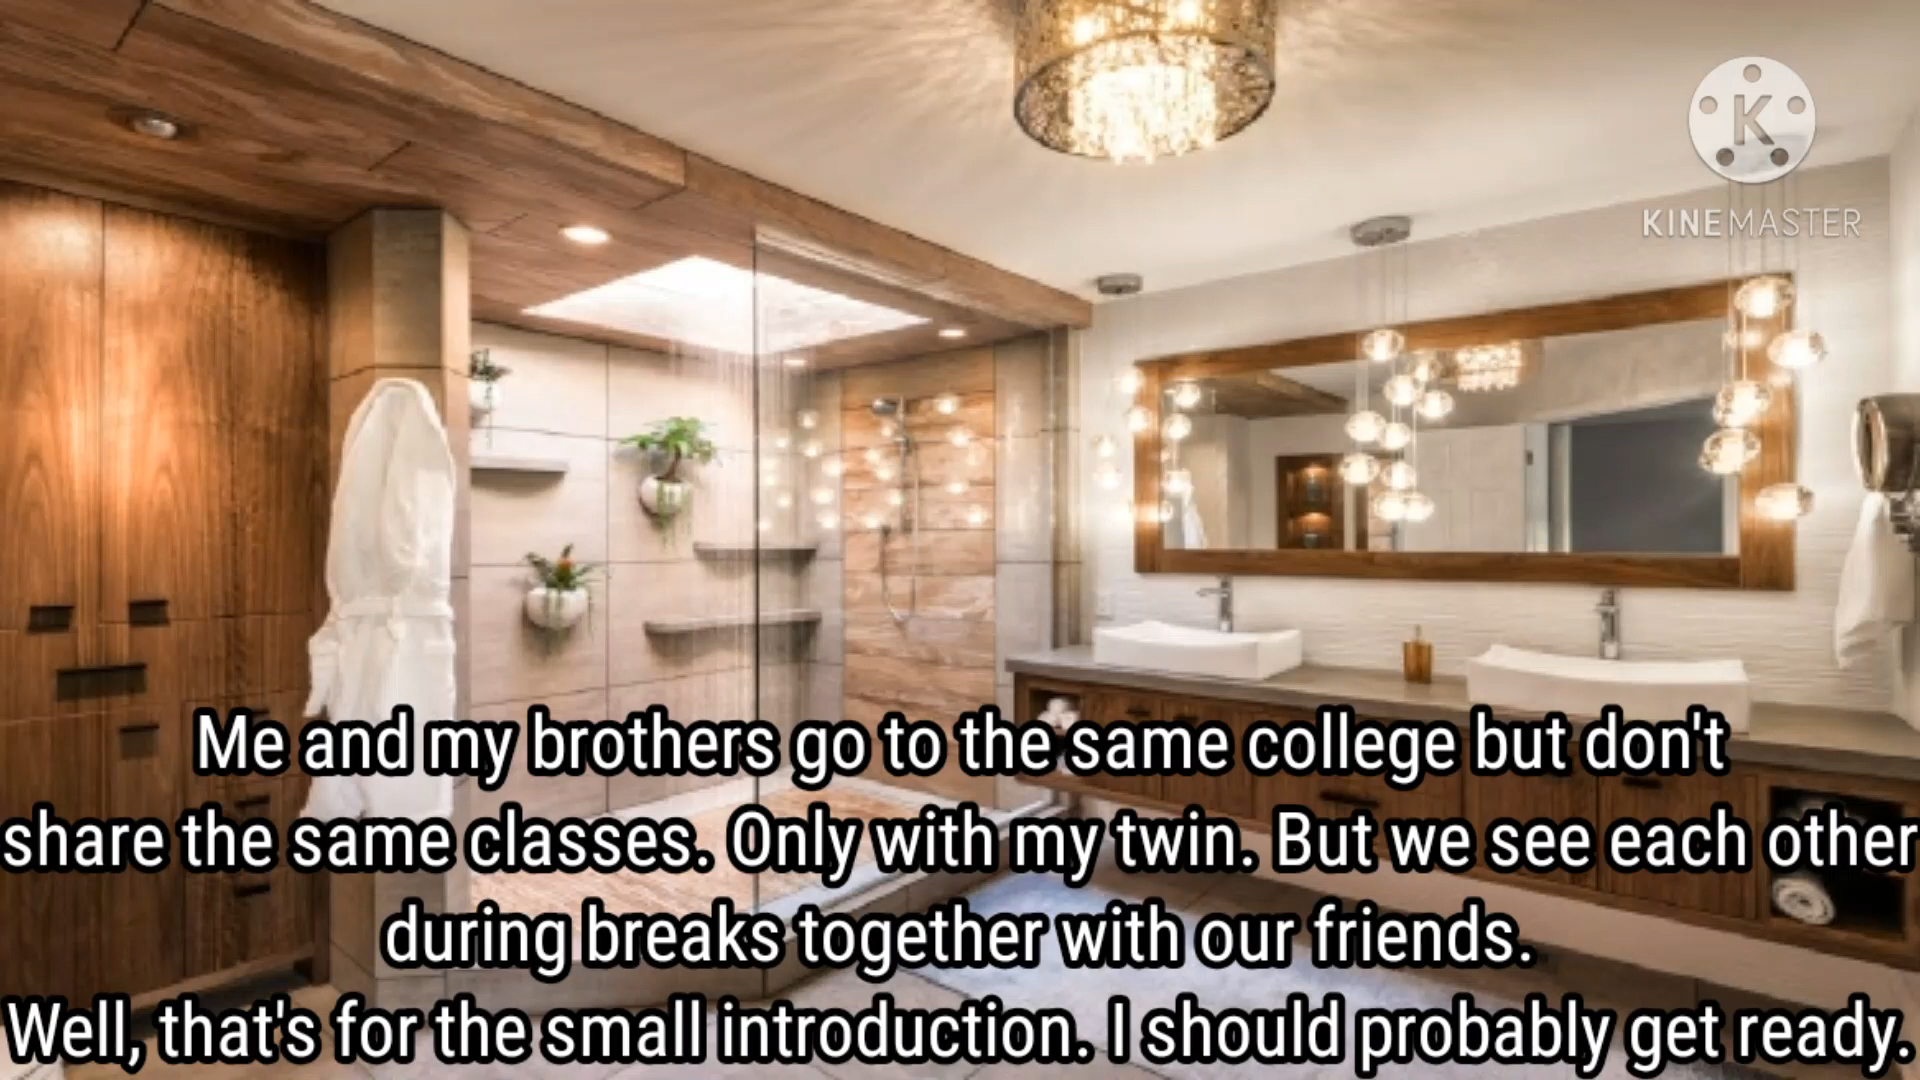 K
KINEMASTER
Me and my brothers go to the same college but don't
share the same classes. Only with my twin. But we see each other
during breaks together with our friends.
Well, that's for the small introduction. I should probably get ready.